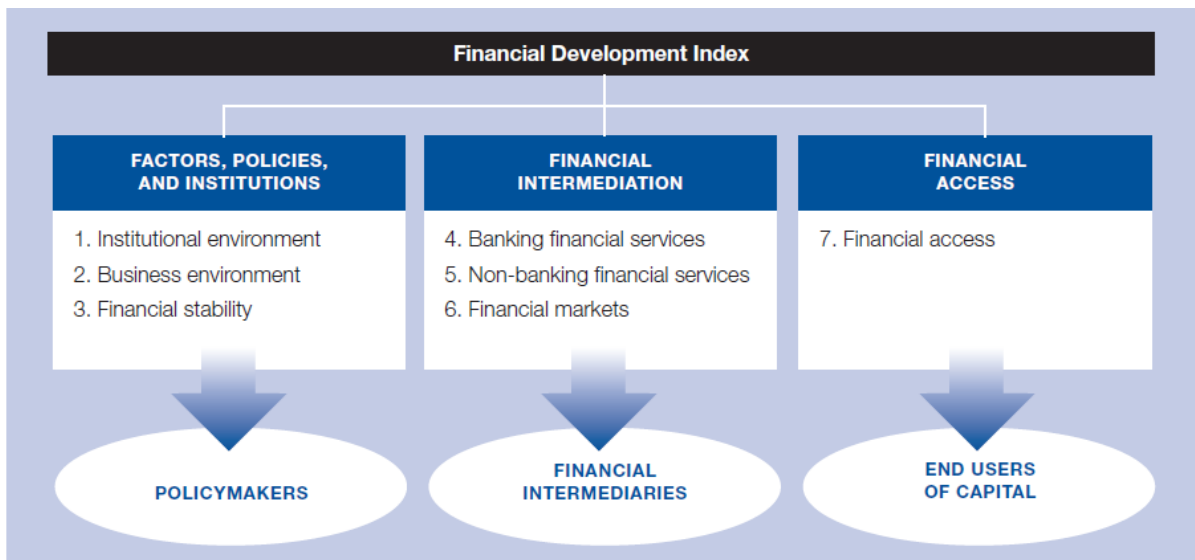 Financial Development Index
FACTORS, POLICIES,
AND INSTITUTIONS
1. Institutional environment
2. Business environment
3. Financial stability
POLICYMAKERS
FINANCIAL
INTERMEDIATION
4. Banking financial services
5. Non-banking financial services
6. Financial markets
FINANCIAL
INTERMEDIARIES
FINANCIAL
ACCESS
7. Financial access
END USERS
OF CAPITAL